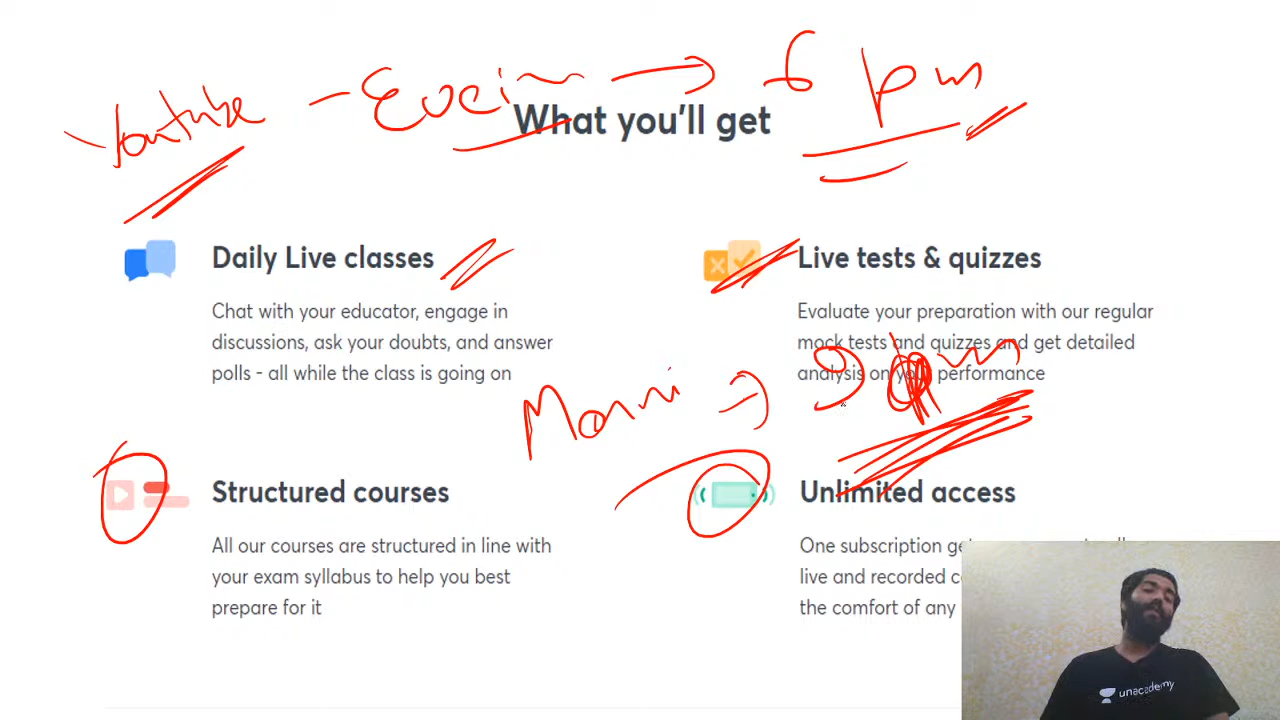 Youtube - Evein → 6 pm
What you'll get
Daily Live classes
Chat with your educator, engage in
discussions, ask your doubts, and answer
polls - all while the class is going on
Live tests & quizzes
Evaluate your preparation with our regular
mock tests and quizzes and get detailed
analysis on your performance
Morni → 9
Structured courses
All our courses are structured in line with
your exam syllabus to help you best
prepare for it
Unlimited access
One subscription
live and recorded
the comfort of any
unacademy